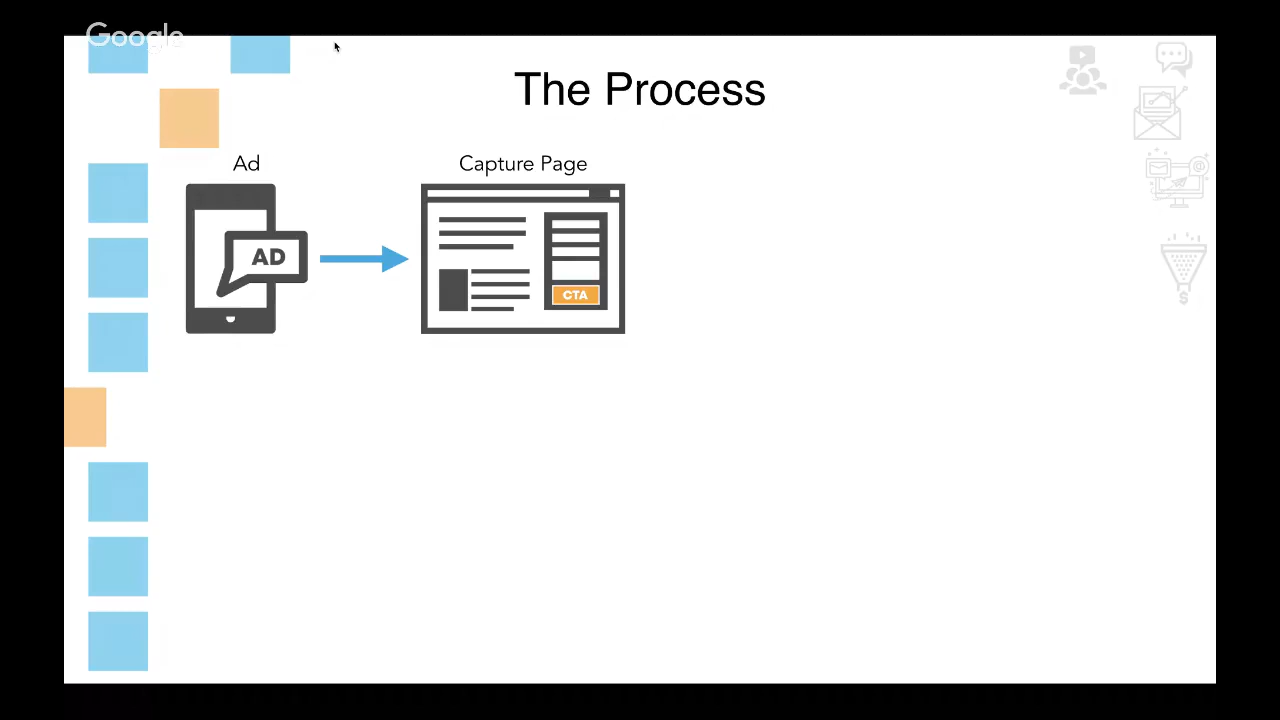 Google
The Process
Ad
Capture Page
AD
CTA